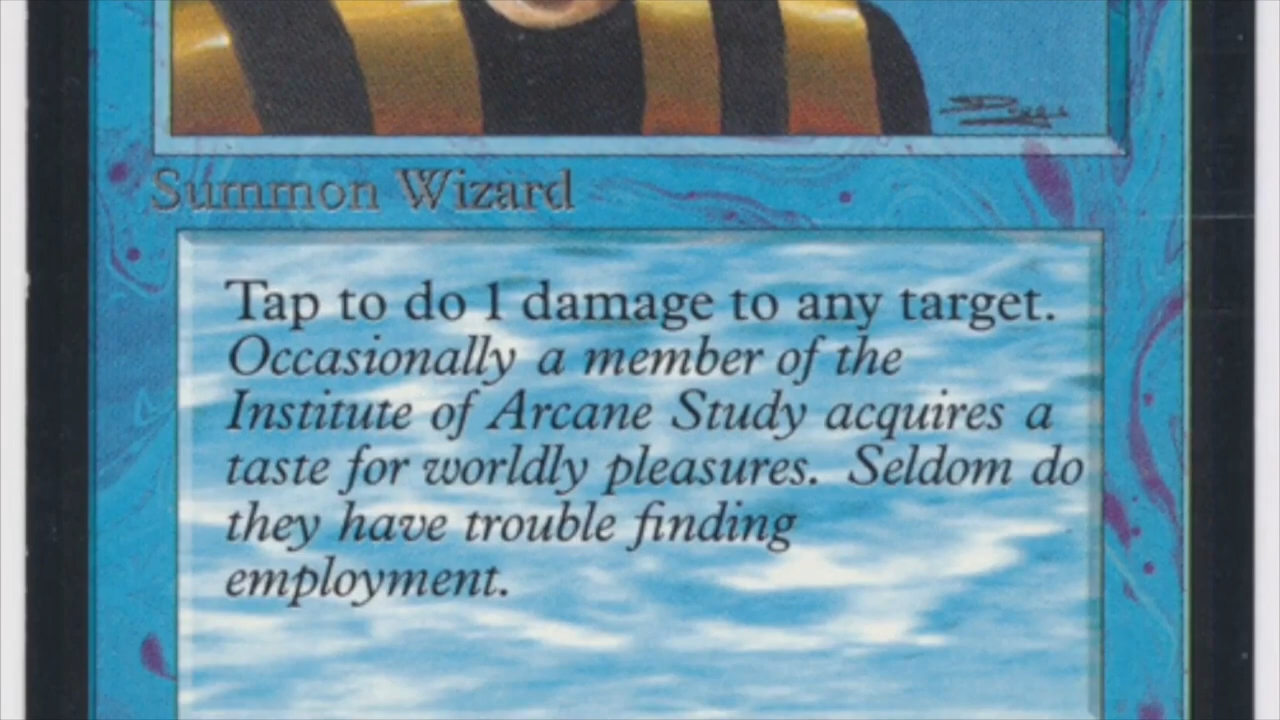 Summon Wizard
Tap to do 1 damage to any target.
Occasionally a member of the
Institute of Arcane Study acquires a
taste for worldly pleasures. Seldom do
they have trouble finding
employment.